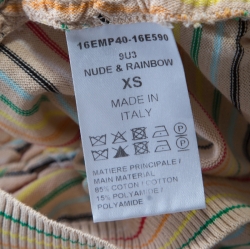 16EMP40-16E590
9U3
NUDE & RAINBOW
XS
MADE IN
ITALY
MATIERE PRINCIPALE /
MAIN MATERIAL
85% COTON / COTTON
15% POLYAMIDE /
POLYAMIDE